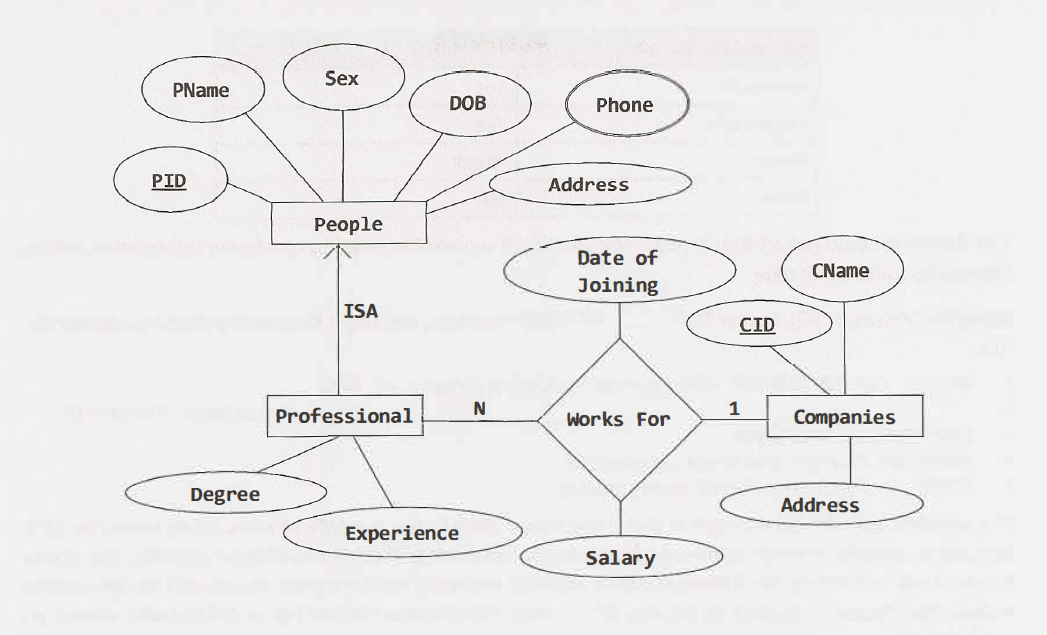 PName
Sex
DOB
Phone
PID
Address
People
Date of
Joining
CName
ISA
CID
Professional
N
Works For
1
Companies
Degree
Address
Experience
Salary